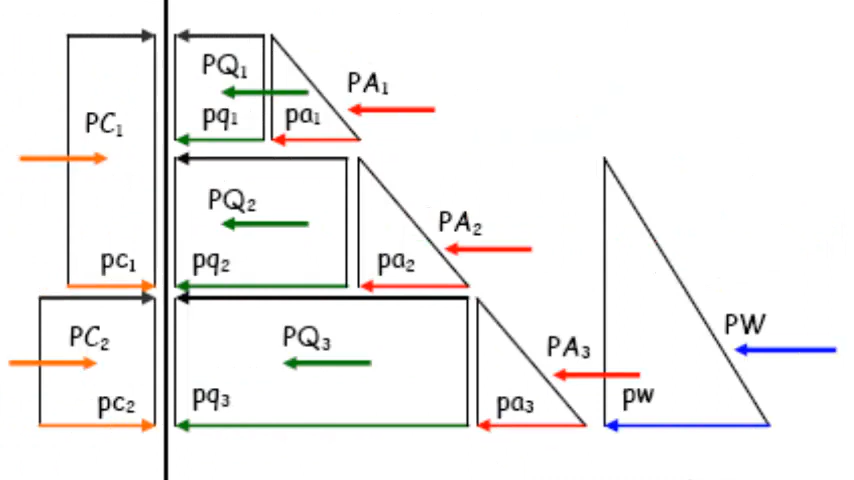 PQ₁
PA₁
PC₁
pq₁
pa₁
PQ₂
PA₂
pc₁
pq₂
pa₂
PC₂
PQ₃
PA₃
PW
pc₂
pq₃
pa₃
pw